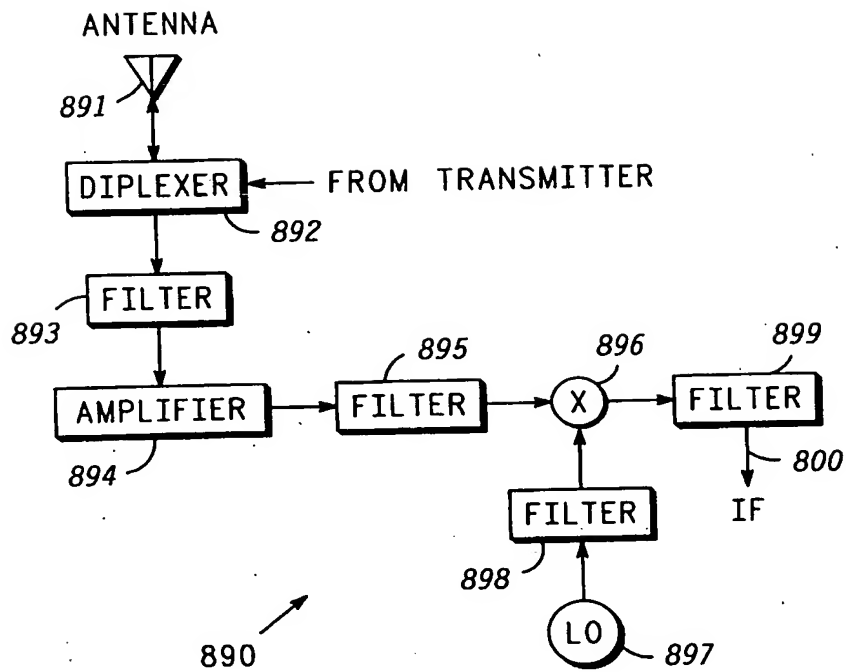 ANTENNA
891
DIPLEXER
FROM TRANSMITTER
892
FILTER
893
895
896
899
AMPLIFIER
FILTER
X
FILTER
894
800
FILTER
IF
898
LO
897
890